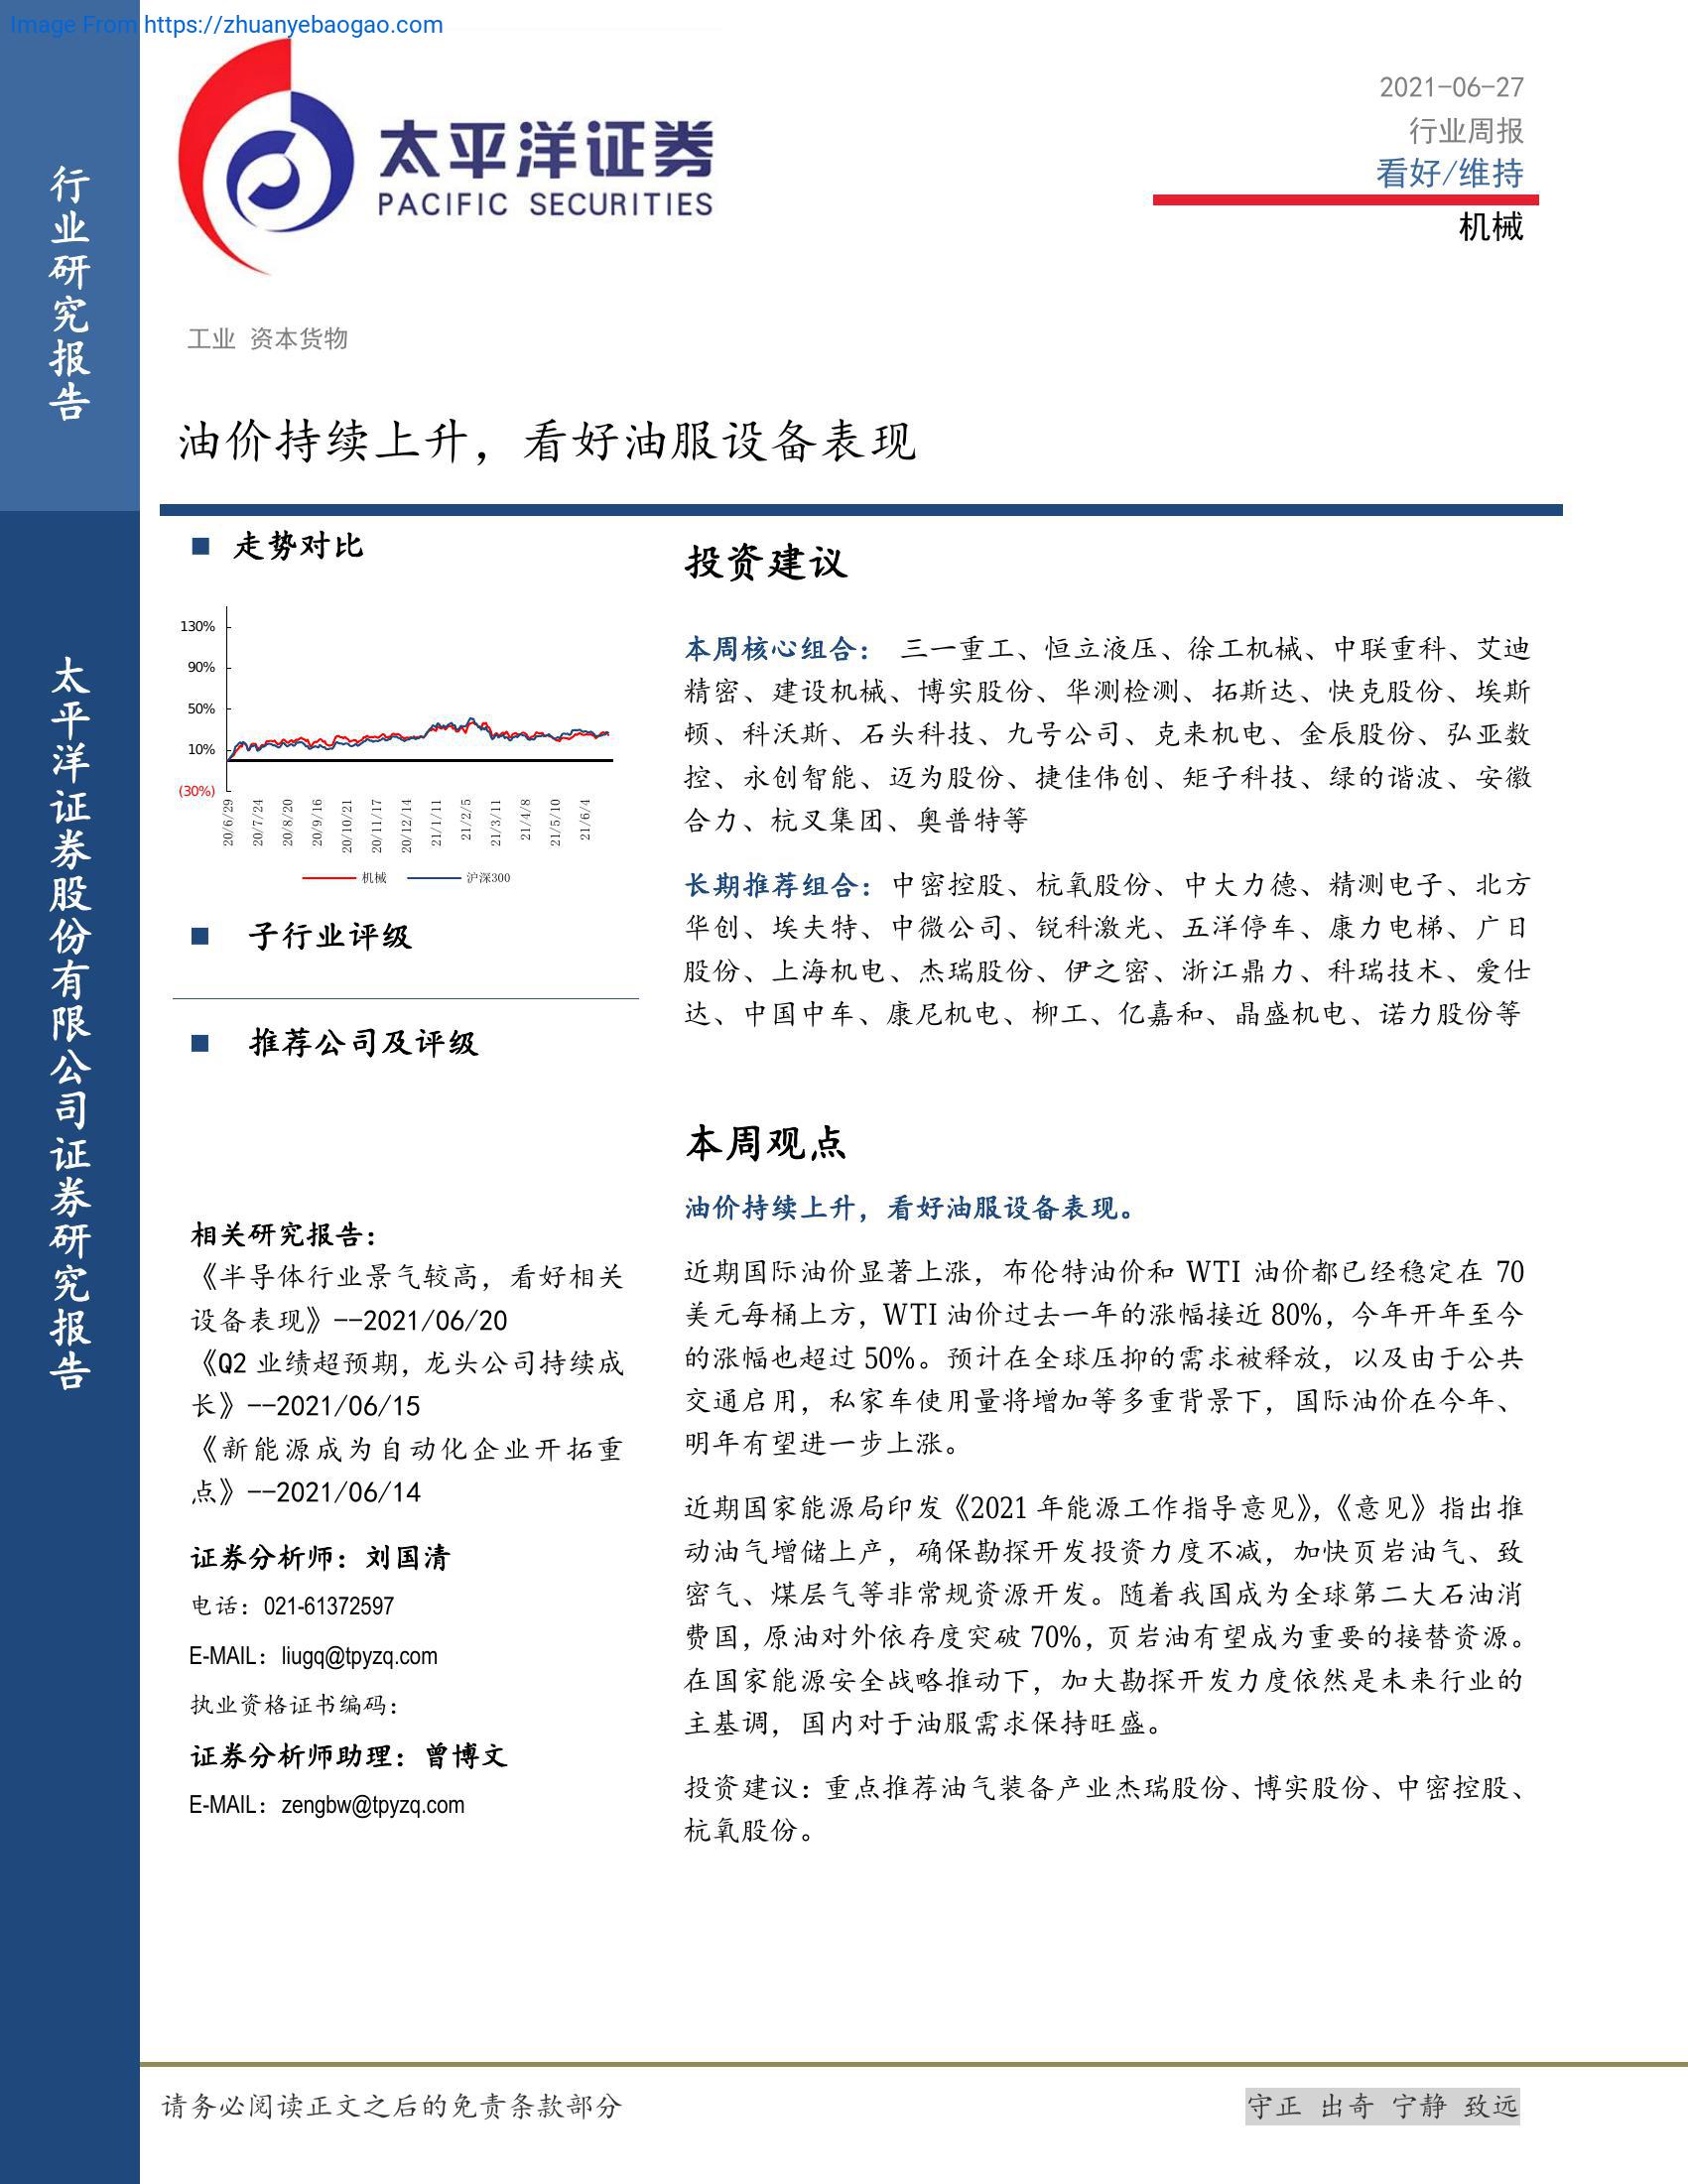 Image From https://zhuanyebaogao.com
行业研究报告
太平洋证券股份有限公司证券研究报告
太平洋证券
PACIFIC SECURITIES
2021-06-27
行业周报
看好/维持
机械
工业 资本货物
油价持续上升，看好油服设备表现
走势对比
130%
90%
50%
10%
(30%)
20/6/29
20/7/24
20/8/20
20/9/16
20/10/21
20/11/17
20/12/14
21/1/11
21/2/5
21/3/11
21/4/8
21/5/10
21/6/4
机械 沪深300
子行业评级
推荐公司及评级
相关研究报告：
《半导体行业景气较高，看好相关
设备表现》--2021/06/20
《Q2 业绩超预期，龙头公司持续成
长》--2021/06/15
《新能源成为自动化企业开拓重
点》--2021/06/14
证券分析师：刘国清
电话：021-61372597
E-MAIL：liugq@tpyzq.com
执业资格证书编码：
证券分析师助理：曾博文
E-MAIL：zengbw@tpyzq.com
投资建议
本周核心组合： 三一重工、恒立液压、徐工机械、中联重科、艾迪
精密、建设机械、博实股份、华测检测、拓斯达、快克股份、埃斯
顿、科沃斯、石头科技、九号公司、克来机电、金辰股份、弘亚数
控、永创智能、迈为股份、捷佳伟创、矩子科技、绿的谐波、安徽
合力、杭叉集团、奥普特等
长期推荐组合：中密控股、杭氧股份、中大力德、精测电子、北方
华创、埃夫特、中微公司、锐科激光、五洋停车、康力电梯、广日
股份、上海机电、杰瑞股份、伊之密、浙江鼎力、科瑞技术、爱仕
达、中国中车、康尼机电、柳工、亿嘉和、晶盛机电、诺力股份等
本周观点
油价持续上升，看好油服设备表现。
近期国际油价显著上涨，布伦特油价和 WTI 油价都已经稳定在 70
美元每桶上方，WTI 油价过去一年的涨幅接近 80%，今年开年至今
的涨幅也超过 50%。预计在全球压抑的需求被释放，以及由于公共
交通启用，私家车使用量将增加等多重背景下，国际油价在今年、
明年有望进一步上涨。
近期国家能源局印发《2021 年能源工作指导意见》，《意见》指出推
动油气增储上产，确保勘探开发投资力度不减，加快页岩油气、致
密气、煤层气等非常规资源开发。随着我国成为全球第二大石油消
费国，原油对外依存度突破 70%，页岩油有望成为重要的接替资源。
在国家能源安全战略推动下，加大勘探开发力度依然是未来行业的
主基调，国内对于油服需求保持旺盛。
投资建议：重点推荐油气装备产业杰瑞股份、博实股份、中密控股、
杭氧股份。
请务必阅读正文之后的免责条款部分
守正 出奇 宁静 致远